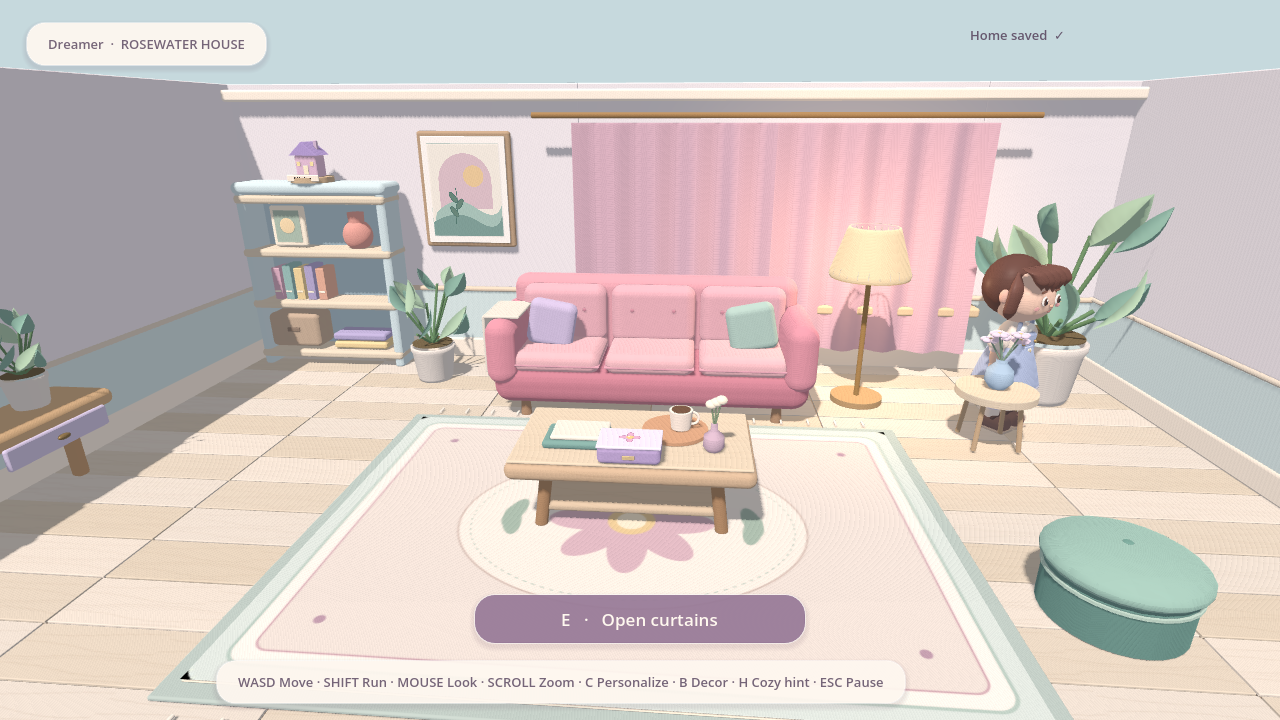 Dreamer · ROSEWATER HOUSE
Home saved ✓
E · Open curtains
WASD Move · SHIFT Run · MOUSE Look · SCROLL Zoom · C Personalize · B Decor · H Cozy hint · ESC Pause